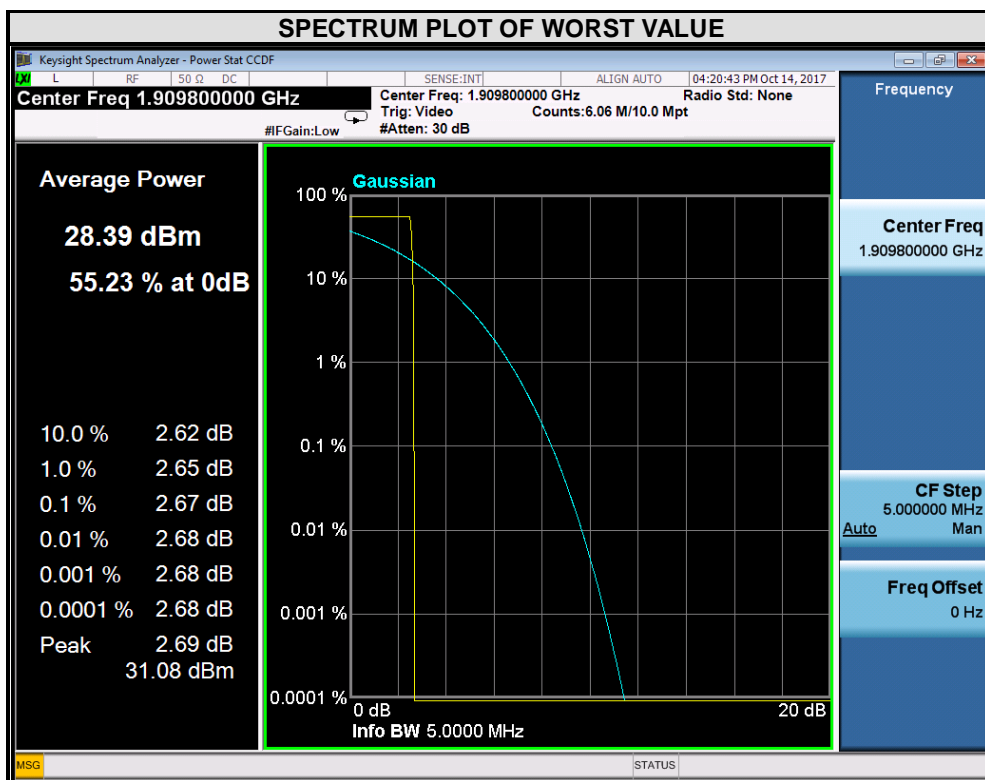 SPECTRUM PLOT OF WORST VALUE
Keysight Spectrum Analyzer - Power Stat CCDF
LXI L RF 50 Ω DC SENSE:INT ALIGN AUTO 04:20:43 PM Oct 14, 2017
Center Freq 1.909800000 GHz
Center Freq: 1.909800000 GHz Radio Std: None
Trig: Video Counts:6.06 M/10.0 Mpt
#IFGain:Low #Atten: 30 dB
Average Power
28.39 dBm
55.23 % at 0dB
10.0 % 2.62 dB
1.0 % 2.65 dB
0.1 % 2.67 dB
0.01 % 2.68 dB
0.001 % 2.68 dB
0.0001 % 2.68 dB
Peak 2.69 dB
31.08 dBm
Gaussian
100 %
10 %
1 %
0.1 %
0.01 %
0.001 %
0.0001 %
0 dB 20 dB
Info BW 5.0000 MHz
Frequency
Center Freq
1.909800000 GHz
CF Step
5.000000 MHz
Auto Man
Freq Offset
0 Hz
MSG STATUS